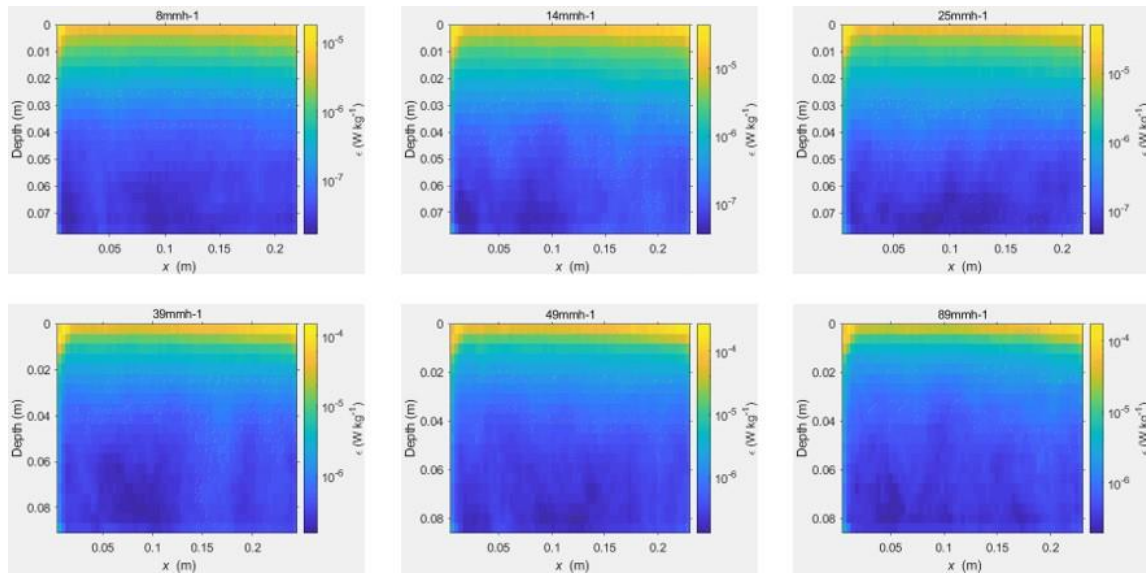 8mmh-1
0
0.01
0.02
0.03
0.04
0.05
0.06
0.07
Depth (m)
0.05 0.1 0.15 0.2
x (m)
10⁻⁵
10⁻⁶
10⁻⁷
ϵ (W kg⁻¹)
14mmh-1
0
0.01
0.02
0.03
0.04
0.05
0.06
0.07
Depth (m)
0.05 0.1 0.15 0.2
x (m)
10⁻⁵
10⁻⁶
10⁻⁷
ϵ (W kg⁻¹)
25mmh-1
0
0.01
0.02
0.03
0.04
0.05
0.06
0.07
Depth (m)
0.05 0.1 0.15 0.2
x (m)
10⁻⁵
10⁻⁶
10⁻⁷
ϵ (W kg⁻¹)
39mmh-1
0
0.02
0.04
0.06
0.08
Depth (m)
0.05 0.1 0.15 0.2
x (m)
10⁻⁴
10⁻⁵
10⁻⁶
ϵ (W kg⁻¹)
49mmh-1
0
0.02
0.04
0.06
0.08
Depth (m)
0.05 0.1 0.15 0.2
x (m)
10⁻⁴
10⁻⁵
10⁻⁶
ϵ (W kg⁻¹)
89mmh-1
0
0.02
0.04
0.06
0.08
Depth (m)
0.05 0.1 0.15 0.2
x (m)
10⁻⁴
10⁻⁵
10⁻⁶
ϵ (W kg⁻¹)